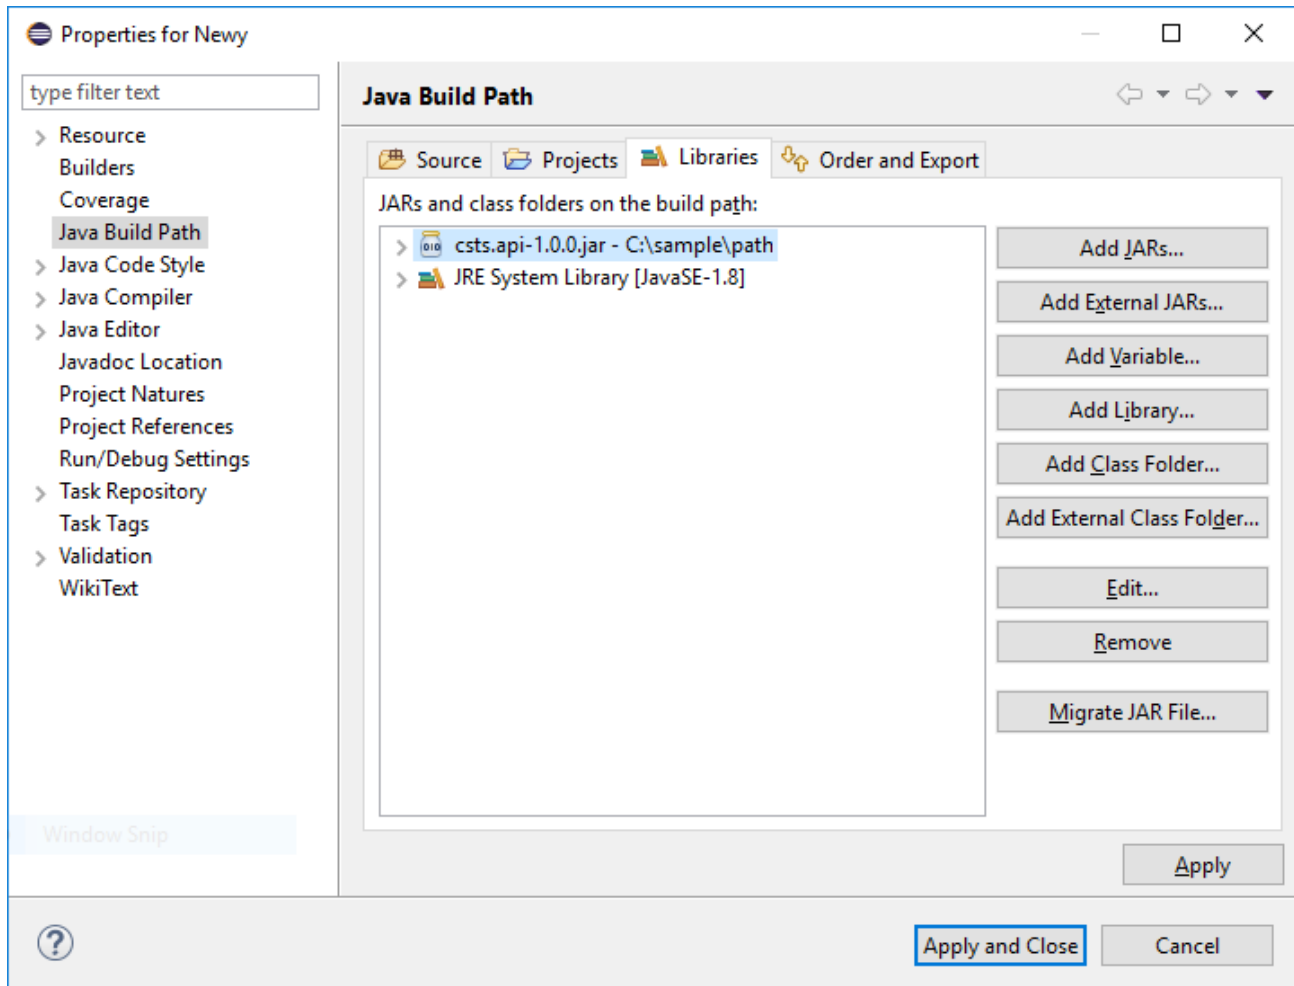 Properties for Newy
type filter text
Resource
Builders
Coverage
Java Build Path
Java Code Style
Java Compiler
Java Editor
Javadoc Location
Project Natures
Project References
Run/Debug Settings
Task Repository
Task Tags
Validation
WikiText
Window Snip
Java Build Path
Source Projects Libraries Order and Export
JARs and class folders on the build path:
csts.api-1.0.0.jar - C:\sample\path
JRE System Library [JavaSE-1.8]
Add JARs...
Add External JARs...
Add Variable...
Add Library...
Add Class Folder...
Add External Class Folder...
Edit...
Remove
Migrate JAR File...
Apply
?
Apply and Close Cancel